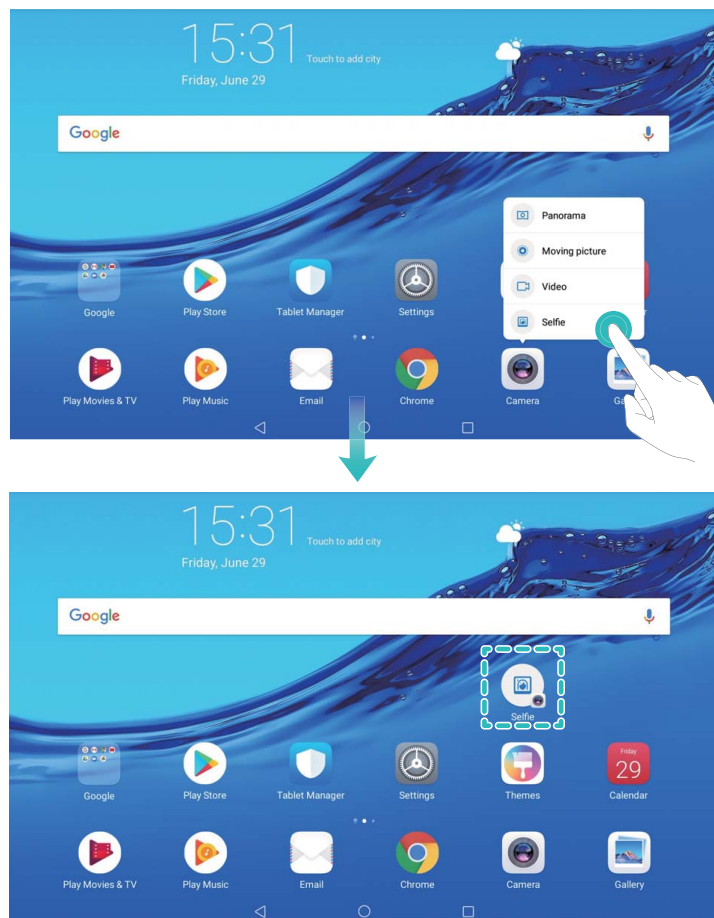 15:31 Touch to add city
Friday, June 29
Google
Panorama
Moving picture
Video
Selfie
Google Play Store Tablet Manager Settings
Play Movies & TV Play Music Email Chrome Camera
15:31 Touch to add city
Friday, June 29
Google
Selfie
Friday
29
Google Play Store Tablet Manager Settings Themes Calendar
Play Movies & TV Play Music Email Chrome Camera Gallery